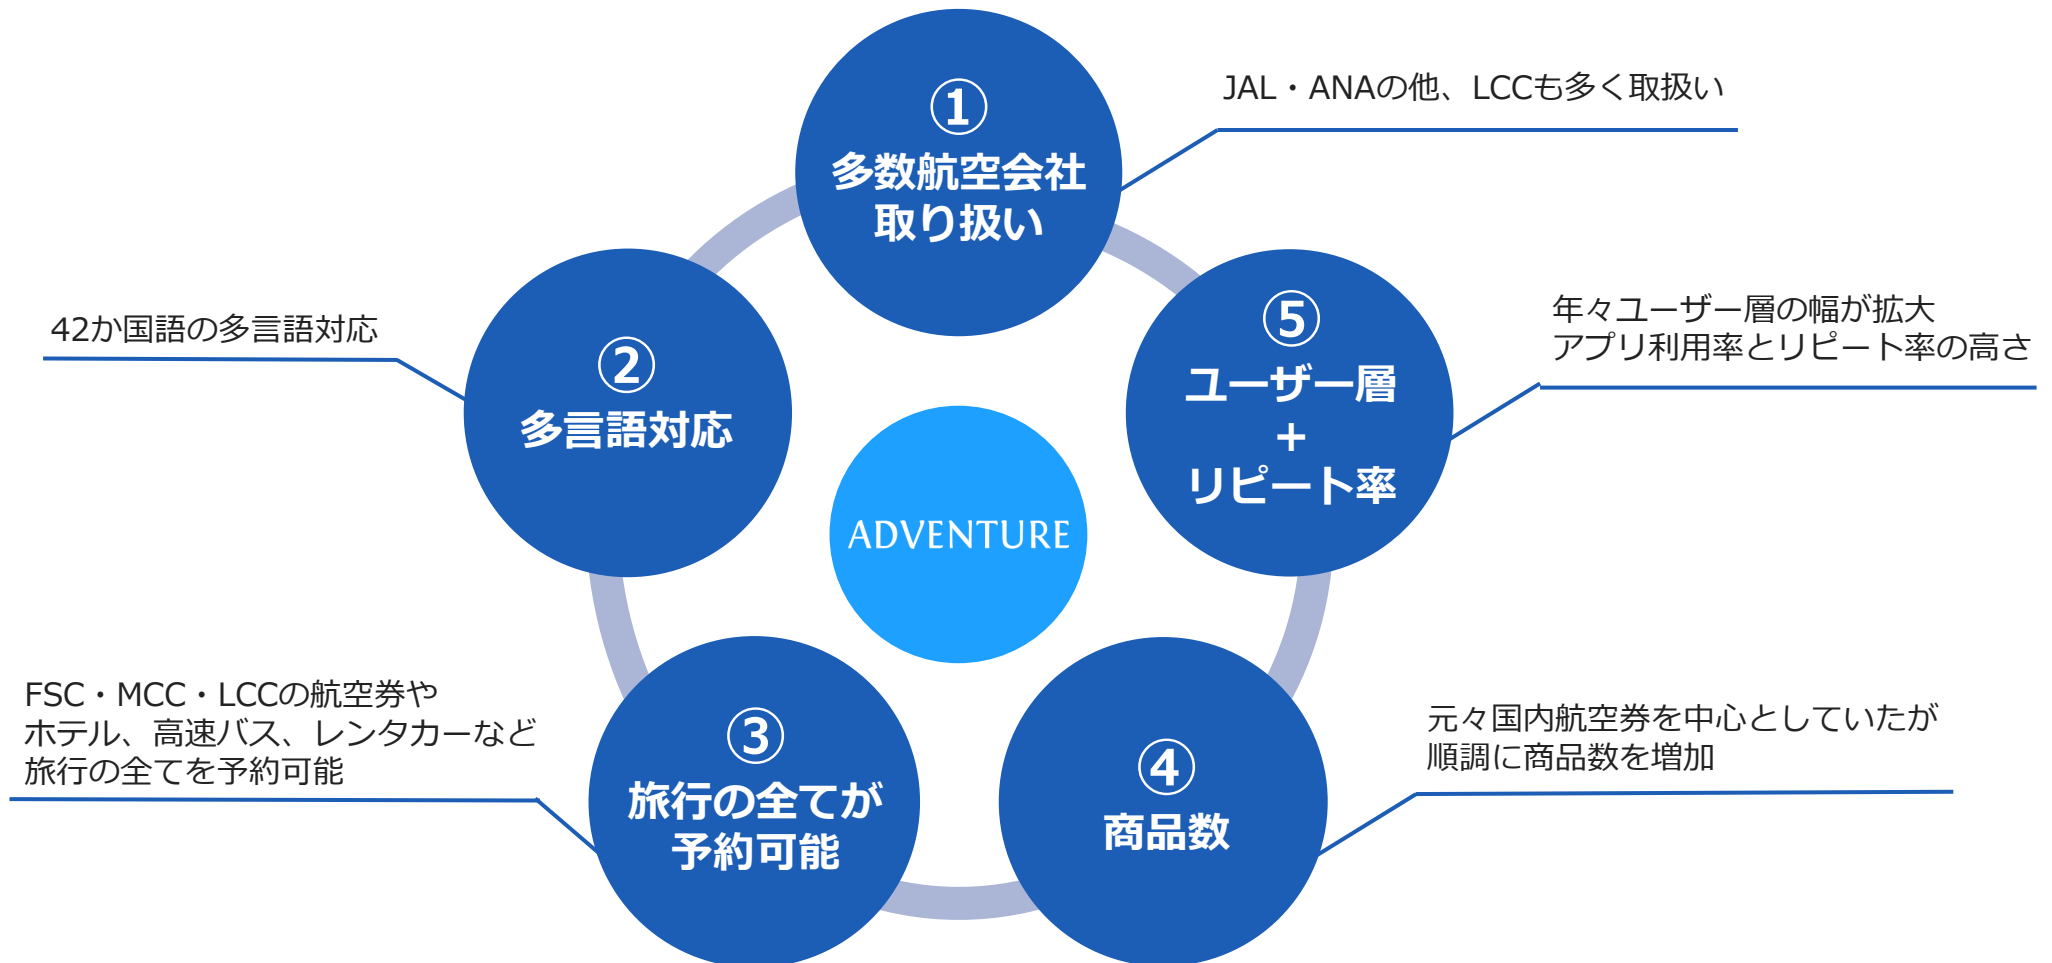 ①
多数航空会社
取り扱い
JAL・ANAの他、LCCも多く取扱い
②
多言語対応
42か国語の多言語対応
③
旅行の全てが
予約可能
FSC・MCC・LCCの航空券や
ホテル、高速バス、レンタカーなど
旅行の全てを予約可能
④
商品数
元々国内航空券を中心としていたが
順調に商品数を増加
⑤
ユーザー層
+
リピート率
年々ユーザー層の幅が拡大
アプリ利用率とリピート率の高さ
ADVENTURE